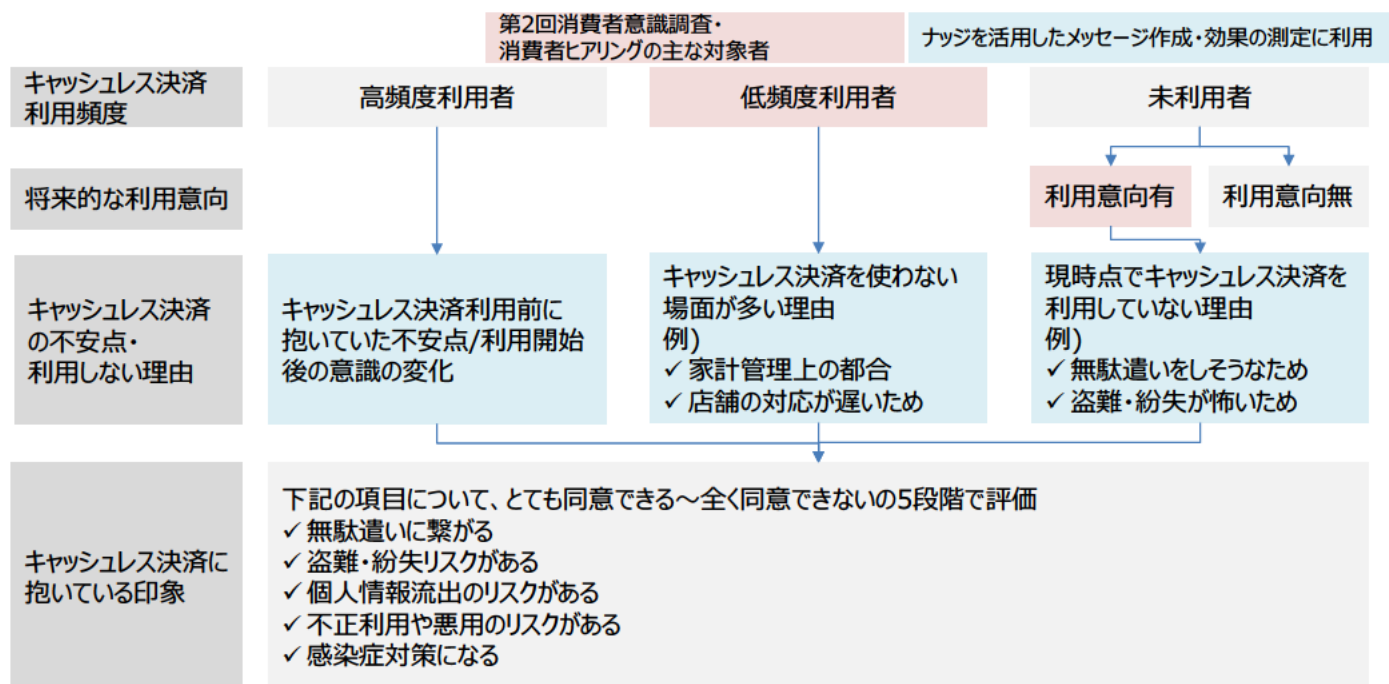 第2回消費者意識調査・
消費者ヒアリングの主な対象者
ナッジを活用したメッセージ作成・効果の測定に利用
キャッシュレス決済
利用頻度
高頻度利用者
低頻度利用者
未利用者
将来的な利用意向
利用意向有
利用意向無
キャッシュレス決済
の不安点・
利用しない理由
キャッシュレス決済利用前に
抱いていた不安点/利用開始
後の意識の変化
キャッシュレス決済を使わない
場面が多い理由
例)
✓ 家計管理上の都合
✓ 店舗の対応が遅いため
現時点でキャッシュレス決済を
利用していない理由
例)
✓ 無駄遣いをしそうなため
✓ 盗難・紛失が怖いため
キャッシュレス決済に
抱いている印象
下記の項目について、とても同意できる～全く同意できないの5段階で評価
✓ 無駄遣いに繋がる
✓ 盗難・紛失リスクがある
✓ 個人情報流出のリスクがある
✓ 不正利用や悪用のリスクがある
✓ 感染症対策になる